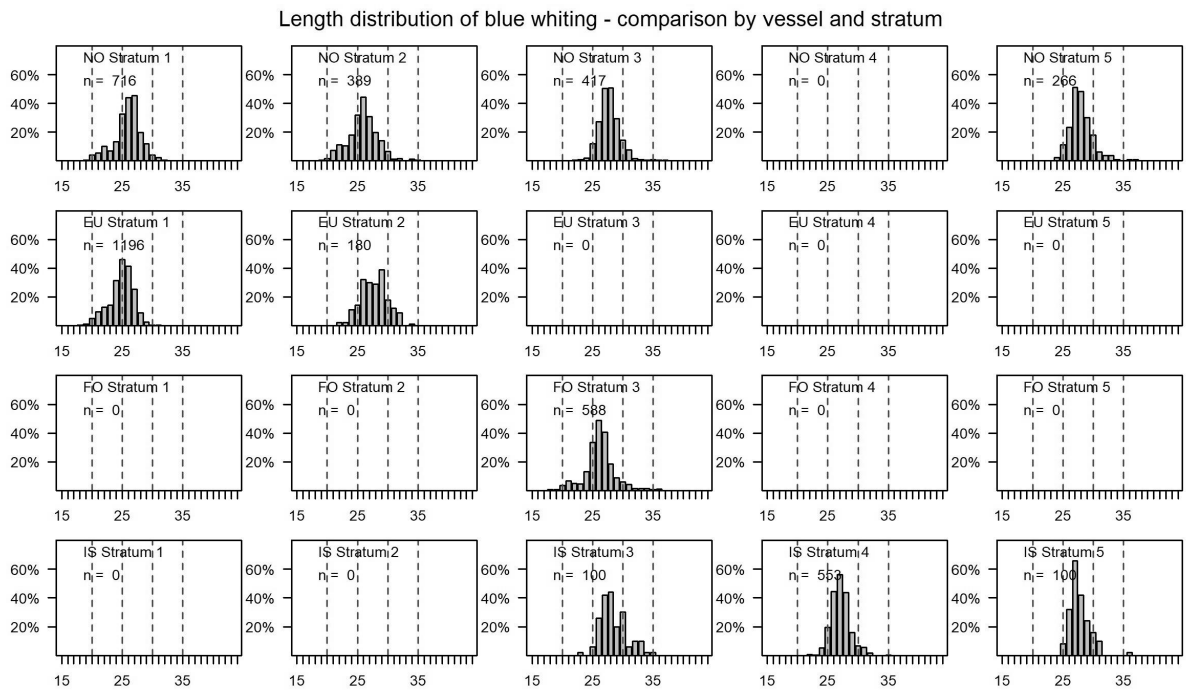 Length distribution of blue whiting - comparison by vessel and stratum
NO Stratum 1 NO Stratum 2 NO Stratum 3 NO Stratum 4 NO Stratum 5
60% 60% 60% 60% 60%
n = 716 n = 389 n = 417 n = 0 n = 266
40% 40% 40% 40% 40%
20% 20% 20% 20% 20%
15 25 35 15 25 35 15 25 35 15 25 35 15 25 35
EU Stratum 1 EU Stratum 2 EU Stratum 3 EU Stratum 4 EU Stratum 5
60% 60% 60% 60% 60%
n = 1196 n = 180 n = 0 n = 0 n = 0
40% 40% 40% 40% 40%
20% 20% 20% 20% 20%
15 25 35 15 25 35 15 25 35 15 25 35 15 25 35
FO Stratum 1 FO Stratum 2 FO Stratum 3 FO Stratum 4 FO Stratum 5
60% 60% 60% 60% 60%
n = 0 n = 0 n = 588 n = 0 n = 0
40% 40% 40% 40% 40%
20% 20% 20% 20% 20%
15 25 35 15 25 35 15 25 35 15 25 35 15 25 35
IS Stratum 1 IS Stratum 2 IS Stratum 3 IS Stratum 4 IS Stratum 5
60% 60% 60% 60% 60%
n = 0 n = 0 n = 100 n = 553 n = 100
40% 40% 40% 40% 40%
20% 20% 20% 20% 20%
15 25 35 15 25 35 15 25 35 15 25 35 15 25 35